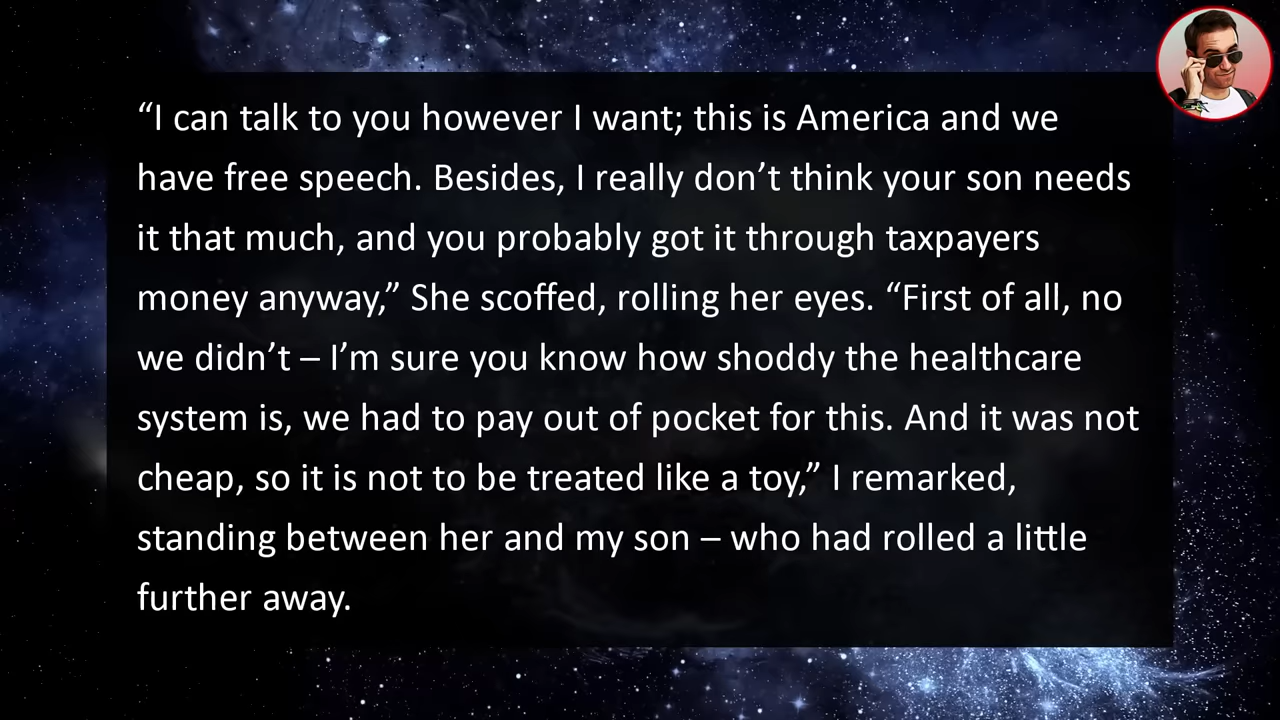 “I can talk to you however I want; this is America and we
have free speech. Besides, I really don’t think your son needs
it that much, and you probably got it through taxpayers
money anyway,” She scoffed, rolling her eyes. “First of all, no
we didn’t – I’m sure you know how shoddy the healthcare
system is, we had to pay out of pocket for this. And it was not
cheap, so it is not to be treated like a toy,” I remarked,
standing between her and my son – who had rolled a little
further away.